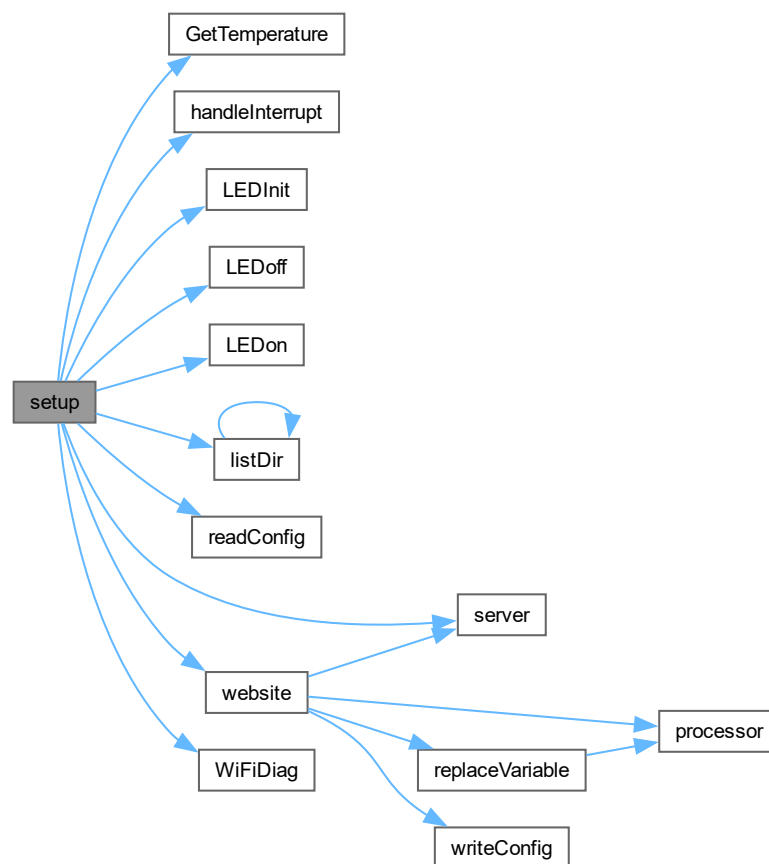 GetTemperature
handleInterrupt
LEDInit
LEDoff
LEDon
setup
listDir
readConfig
server
website
processor
WiFiDiag
replaceVariable
writeConfig